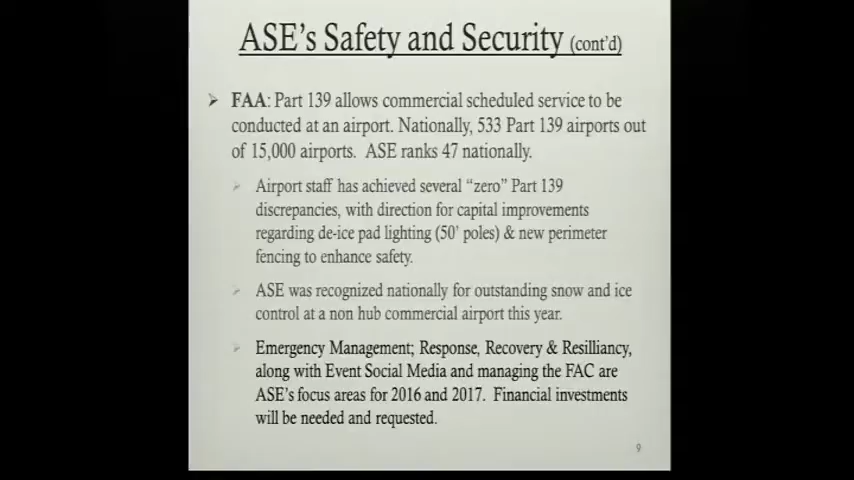 ASE's Safety and Security (cont'd)
FAA: Part 139 allows commercial scheduled service to be
conducted at an airport. Nationally, 533 Part 139 airports out
of 15,000 airports. ASE ranks 47 nationally.
Airport staff has achieved several “zero” Part 139
discrepancies, with direction for capital improvements
regarding de-ice pad lighting (50' poles) & new perimeter
fencing to enhance safety.
ASE was recognized nationally for outstanding snow and ice
control at a non hub commercial airport this year.
Emergency Management; Response, Recovery & Resilliancy,
along with Event Social Media and managing the FAC are
ASE's focus areas for 2016 and 2017. Financial investments
will be needed and requested.
9